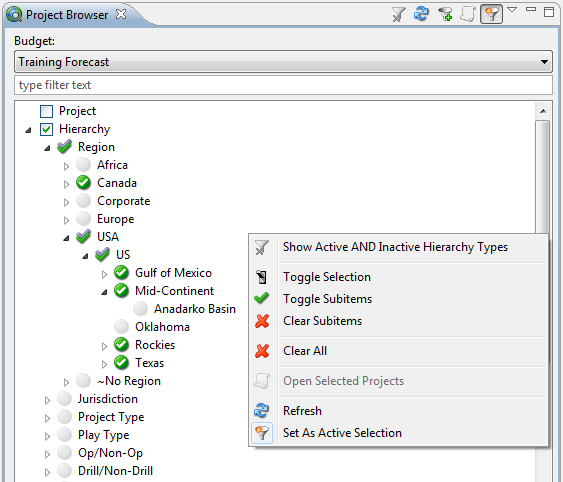 Project Browser
Budget:
Training Forecast
type filter text
Project
Hierarchy
Region
Africa
Canada
Corporate
Europe
USA
US
Gulf of Mexico
Mid-Continent
Anadarko Basin
Oklahoma
Rockies
Texas
~No Region
Jurisdiction
Project Type
Play Type
Op/Non-Op
Drill/Non-Drill
Show Active AND Inactive Hierarchy Types
Toggle Selection
Toggle Subitems
Clear Subitems
Clear All
Open Selected Projects
Refresh
Set As Active Selection